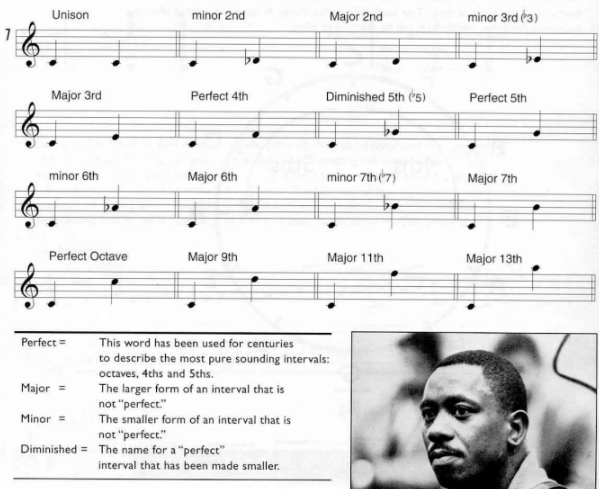 Unison minor 2nd Major 2nd minor 3rd (♭3)
7
Major 3rd Perfect 4th Diminished 5th (♭5) Perfect 5th
minor 6th Major 6th minor 7th (♭7) Major 7th
Perfect Octave Major 9th Major 11th Major 13th
Perfect = This word has been used for centuries
to describe the most pure sounding intervals:
octaves, 4ths and 5ths.
Major = The larger form of an interval that is
not “perfect.”
Minor = The smaller form of an interval that is
not “perfect.”
Diminished = The name for a “perfect”
interval that has been made smaller.